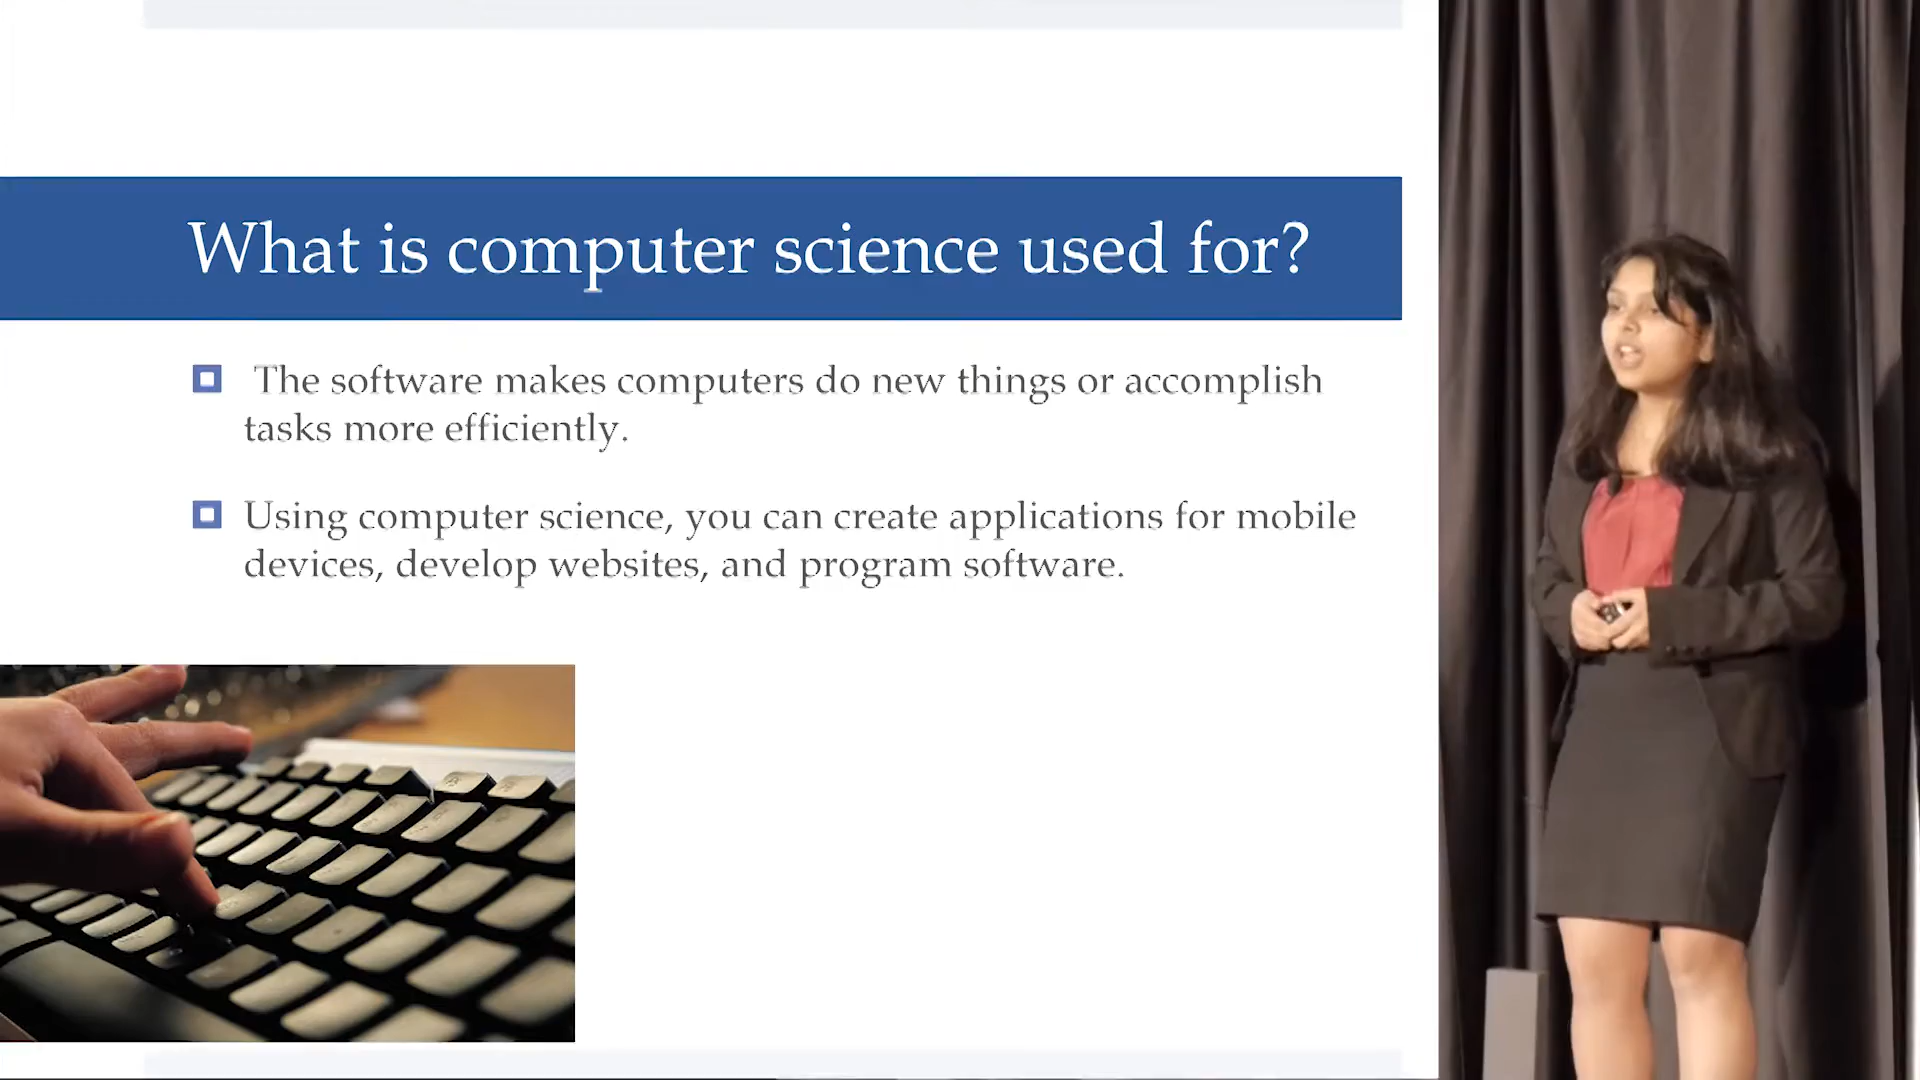 What is computer science used for?
The software makes computers do new things or accomplish
tasks more efficiently.
Using computer science, you can create applications for mobile
devices, develop websites, and program software.